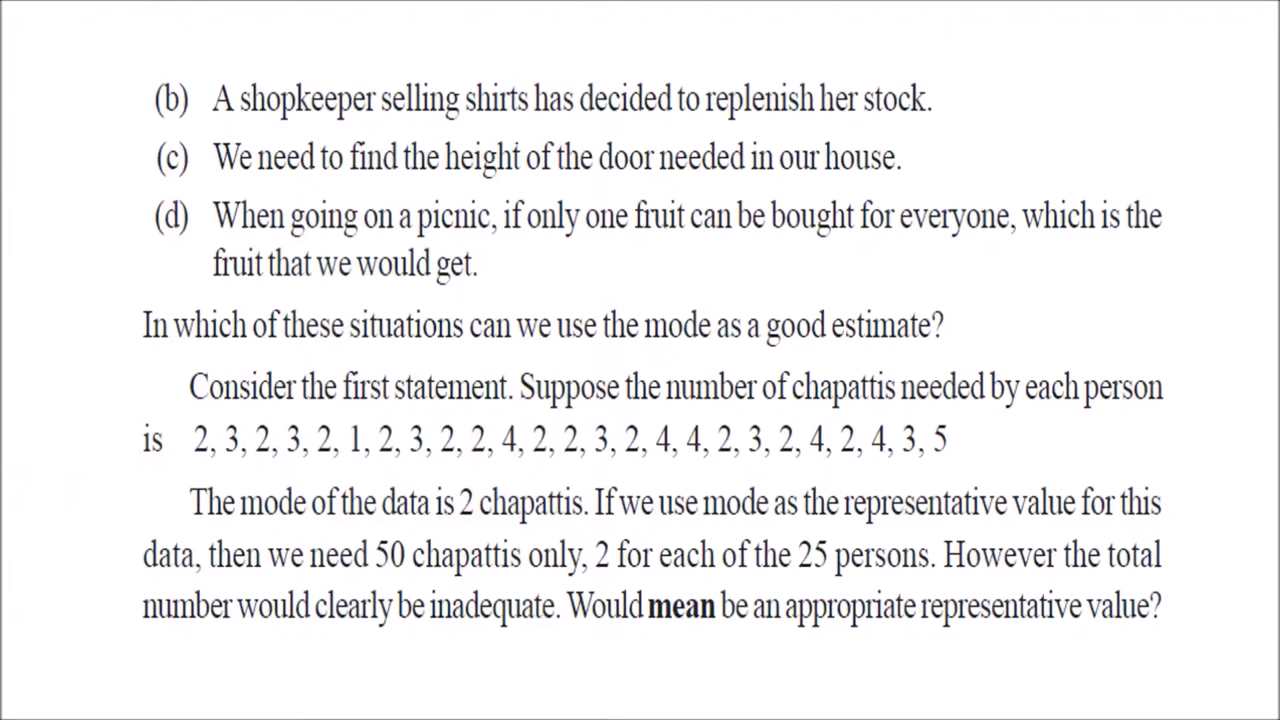 (b) A shopkeeper selling shirts has decided to replenish her stock.
(c) We need to find the height of the door needed in our house.
(d) When going on a picnic, if only one fruit can be bought for everyone, which is the
fruit that we would get.
In which of these situations can we use the mode as a good estimate?
Consider the first statement. Suppose the number of chapattis needed by each person
is 2, 3, 2, 3, 2, 1, 2, 3, 2, 2, 4, 2, 2, 3, 2, 4, 4, 2, 3, 2, 4, 2, 4, 3, 5
The mode of the data is 2 chapattis. If we use mode as the representative value for this
data, then we need 50 chapattis only, 2 for each of the 25 persons. However the total
number would clearly be inadequate. Would mean be an appropriate representative value?